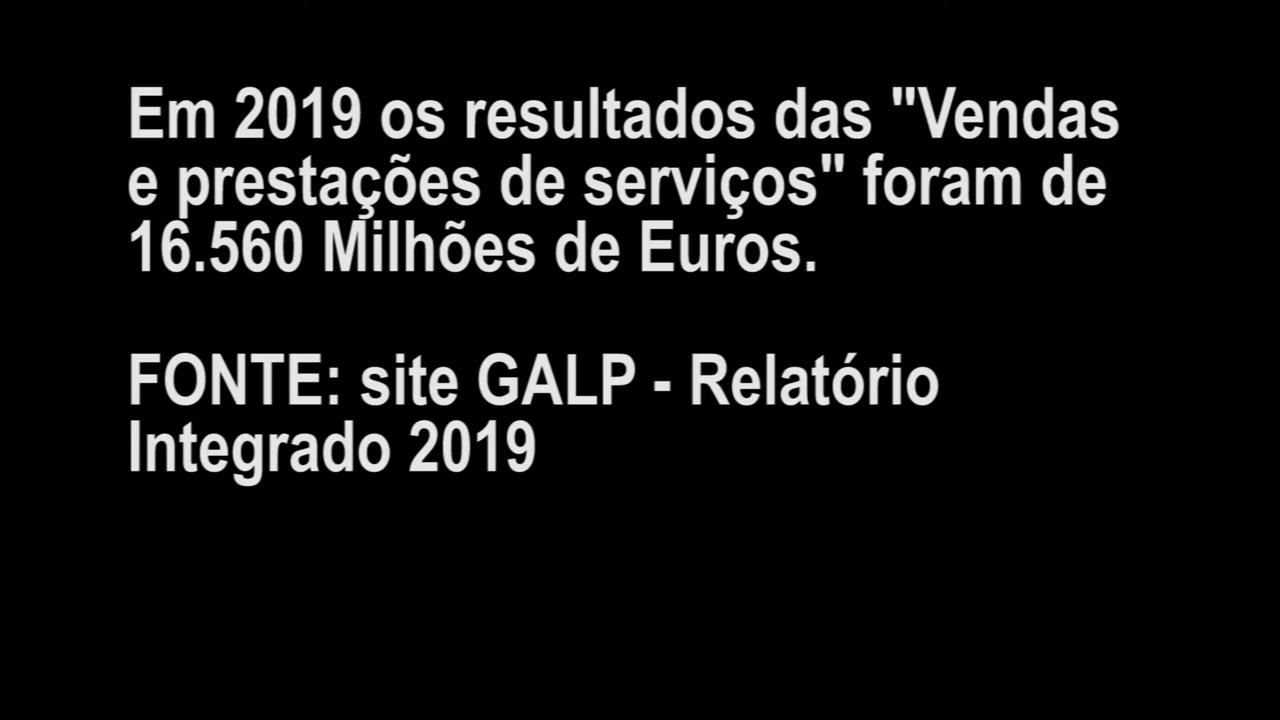 Em 2019 os resultados das "Vendas
e prestações de serviços" foram de
16.560 Milhões de Euros.
FONTE: site GALP - Relatório
Integrado 2019